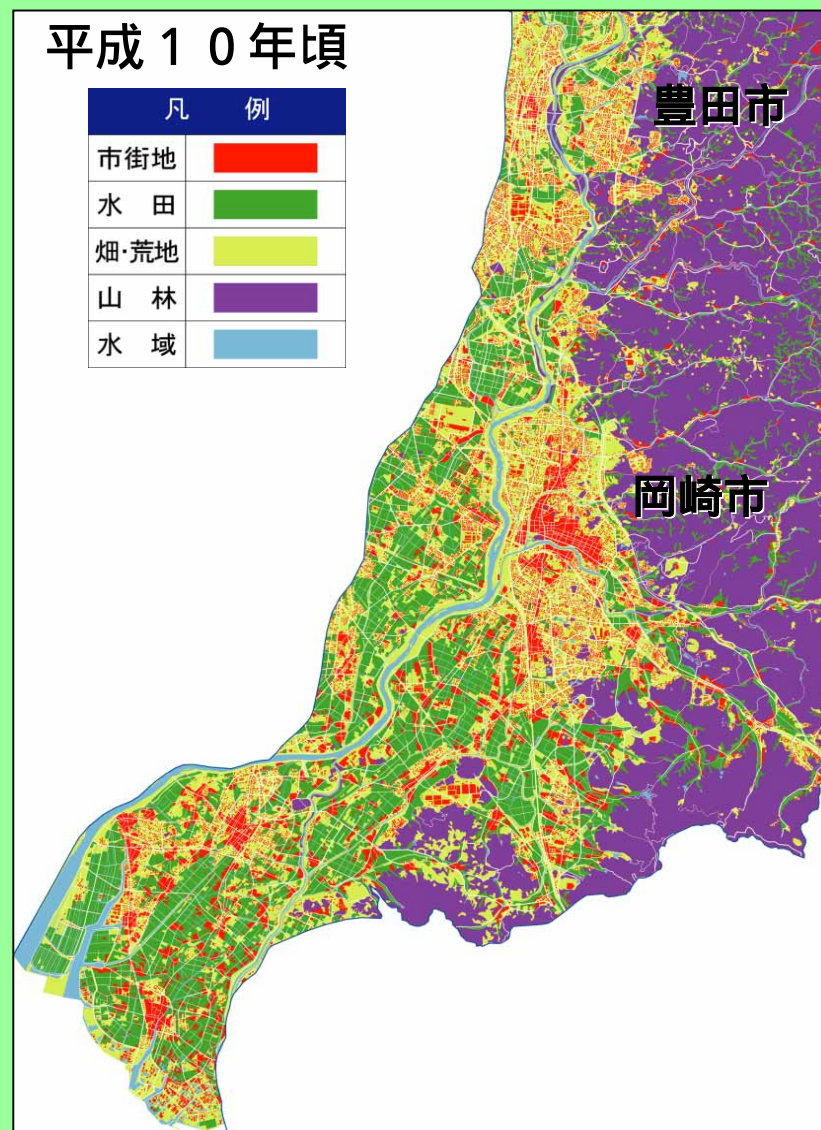 平成１０年頃
凡　例
市街地
水　田
畑・荒地
山　林
水　域
豊田市
岡崎市